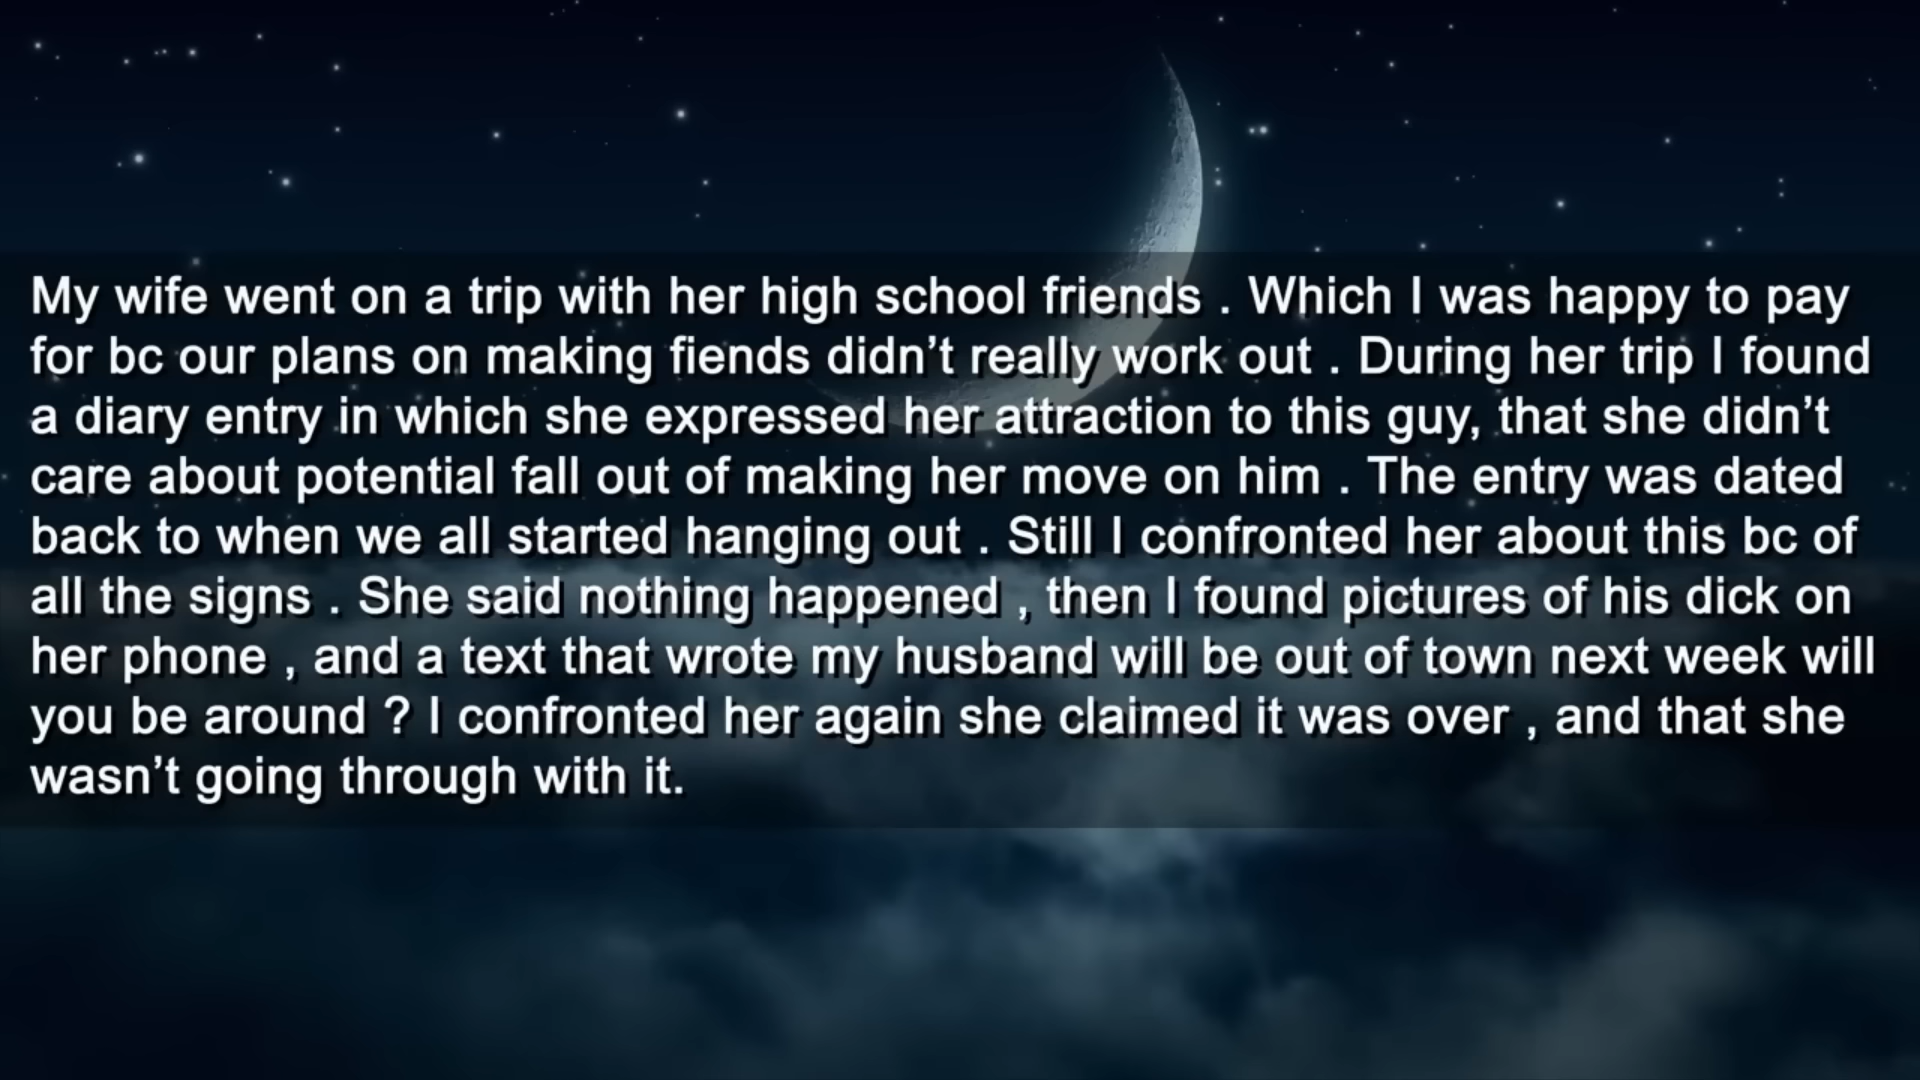 My wife went on a trip with her high school friends . Which I was happy to pay
for bc our plans on making fiends didn’t really work out . During her trip I found
a diary entry in which she expressed her attraction to this guy, that she didn’t
care about potential fall out of making her move on him . The entry was dated
back to when we all started hanging out . Still I confronted her about this bc of
all the signs . She said nothing happened , then I found pictures of his dick on
her phone , and a text that wrote my husband will be out of town next week will
you be around ? I confronted her again she claimed it was over , and that she
wasn’t going through with it.